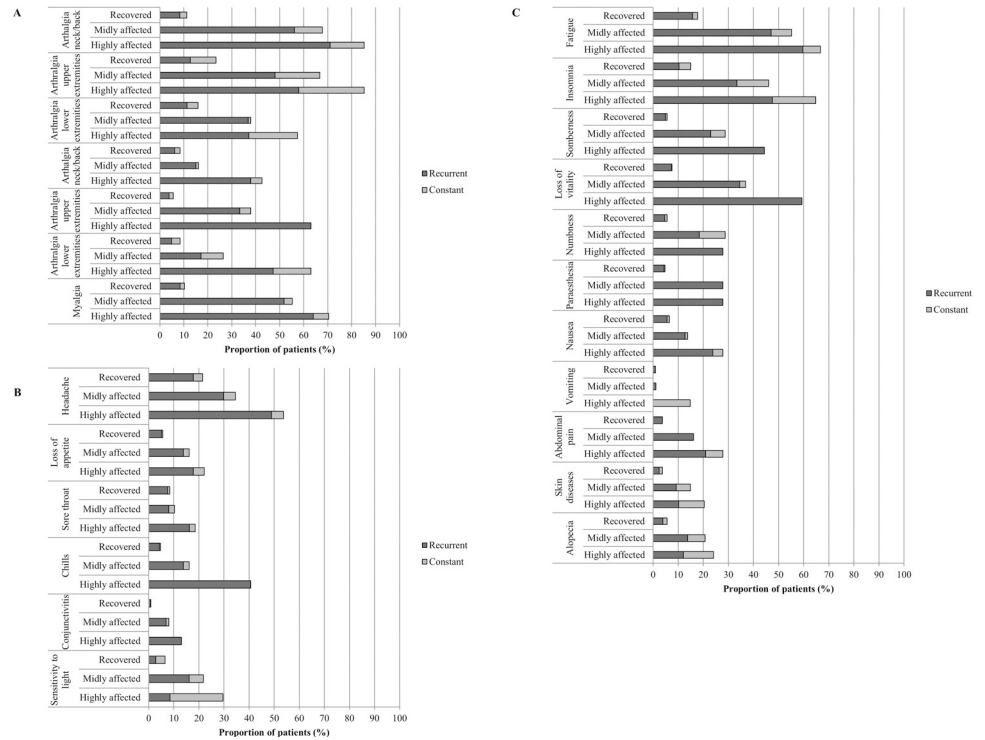 A
Arthalgia
neck/back
Recovered
Midly affected
Highly affected
Arthralgia
upper
extremities
Recovered
Midly affected
Highly affected
Arthralgia
lower
extremities
Recovered
Midly affected
Highly affected
Arthalgia
neck/back
Recovered
Midly affected
Highly affected
Arthralgia
upper
extremities
Recovered
Midly affected
Highly affected
Arthralgia
lower
extremities
Recovered
Midly affected
Highly affected
Myalgia
Recovered
Midly affected
Highly affected
0 10 20 30 40 50 60 70 80 90 100
Proportion of patients (%)
Recurrent
Constant
B
Headache
Recovered
Midly affected
Highly affected
Loss of
appetite
Recovered
Midly affected
Highly affected
Sore throat
Recovered
Midly affected
Highly affected
Chills
Recovered
Midly affected
Highly affected
Conjunctivitis
Recovered
Midly affected
Highly affected
Sensitivity to
light
Recovered
Midly affected
Highly affected
0 10 20 30 40 50 60 70 80 90 100
Proportion of patients (%)
Recurrent
Constant
C
Fatigue
Recovered
Midly affected
Highly affected
Insomnia
Recovered
Midly affected
Highly affected
Somberness
Recovered
Midly affected
Highly affected
Loss of
vitality
Recovered
Midly affected
Highly affected
Numbness
Recovered
Midly affected
Highly affected
Paraesthesia
Recovered
Midly affected
Highly affected
Nausea
Recovered
Midly affected
Highly affected
Vomiting
Recovered
Midly affected
Highly affected
Abdominal
pain
Recovered
Midly affected
Highly affected
Skin
diseases
Recovered
Midly affected
Highly affected
Alopecia
Recovered
Midly affected
Highly affected
0 10 20 30 40 50 60 70 80 90 100
Proportion of patients (%)
Recurrent
Constant